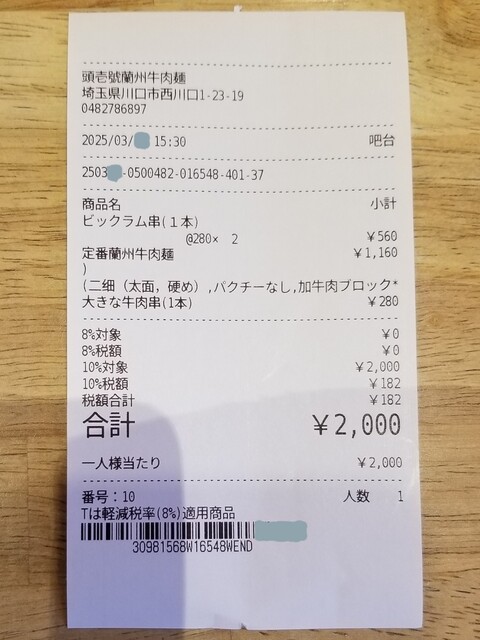 頭壱號蘭州牛肉麺
埼玉県川口市西川口1-23-19
0482786897
2025/03/ 15:30 吧台
2503 -0500482-016548-401-37
商品名 小計
ビックラム串(1本)
@280× 2 ¥560
定番蘭州牛肉麺 ¥1,160
)
(二细（太面，硬め）,パクチーなし,加牛肉ブロック*
大きな牛肉串(1本) ¥280
8%対象 ¥0
8%税額 ¥0
10%対象 ¥2,000
10%税額 ¥182
税額合計 ¥182
合計 ¥2,000
一人様当たり ¥2,000
番号：10 人数 1
Tは軽減税率(8%)適用商品
30981568W16548WEND